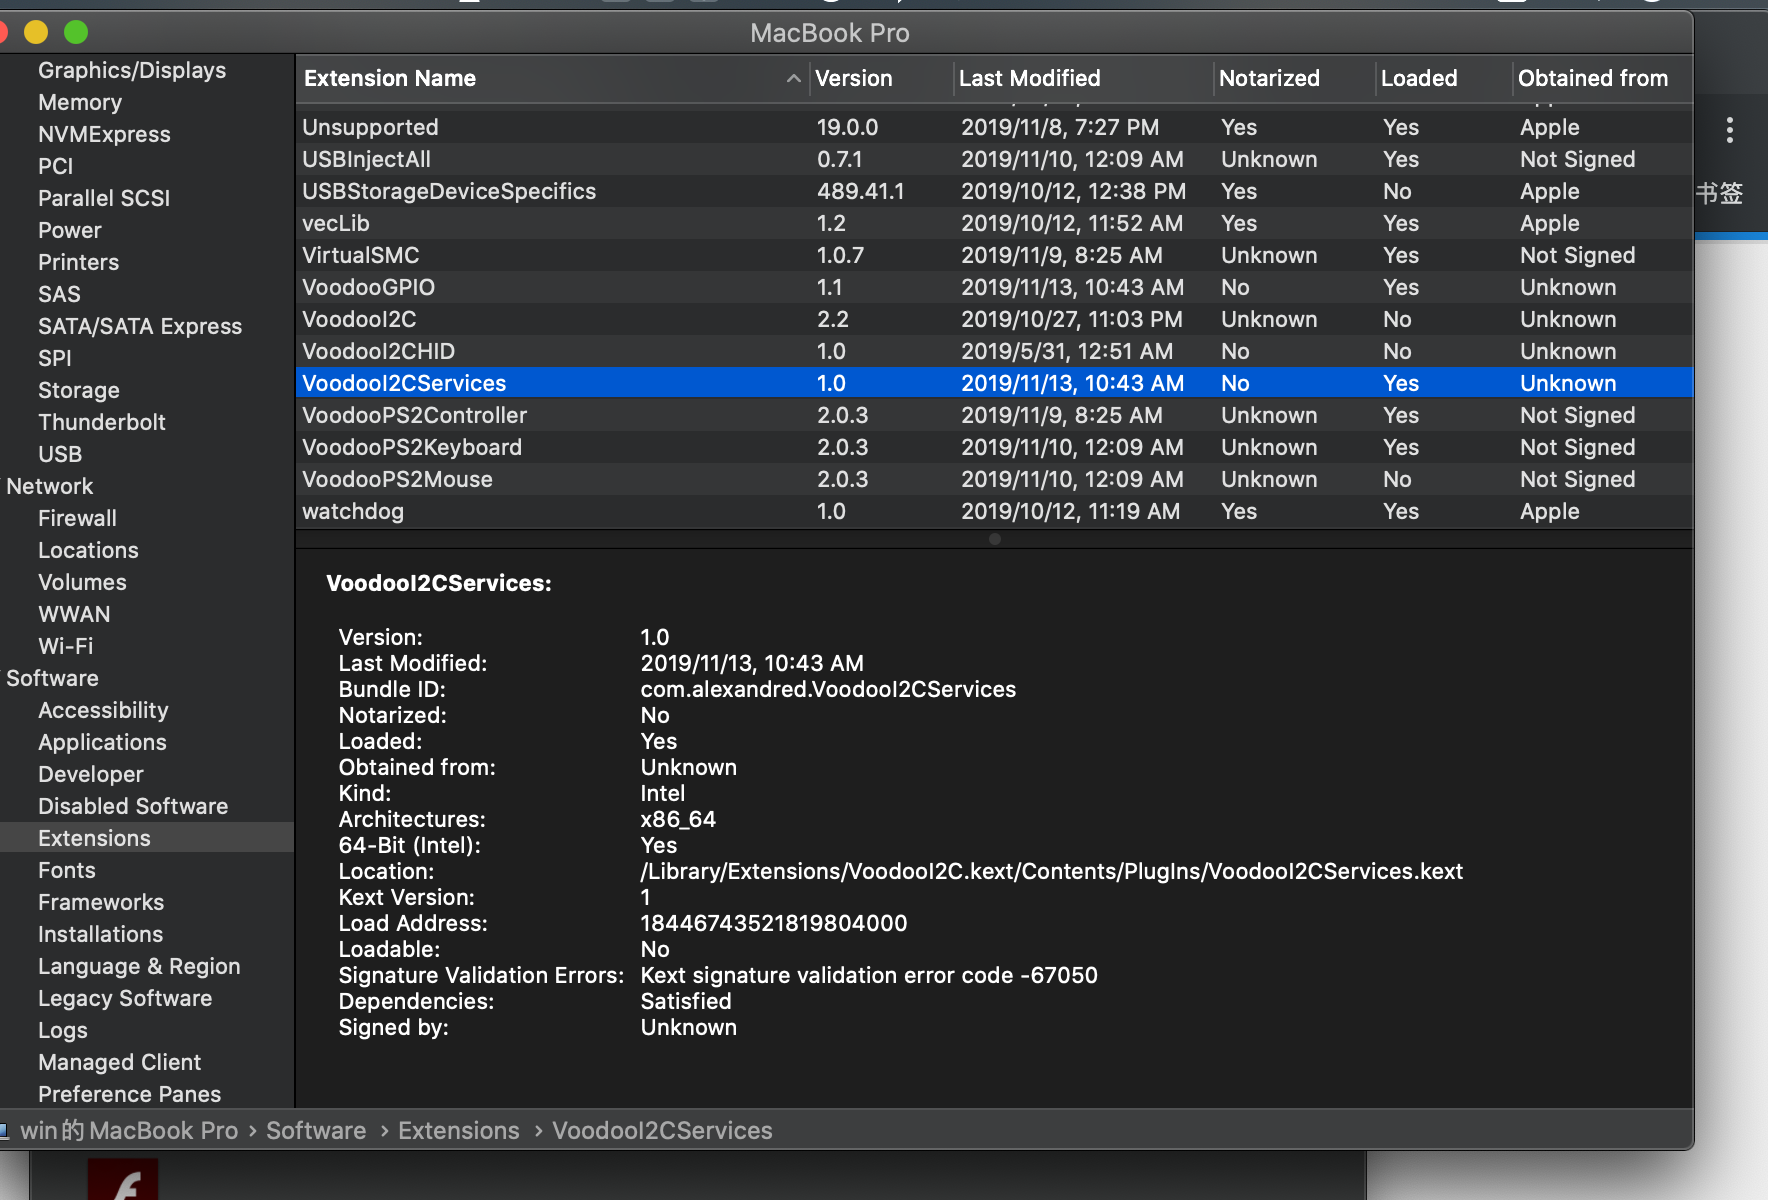 MacBook Pro
Graphics/Displays
Memory
NVMExpress
PCI
Parallel SCSI
Power
Printers
SAS
SATA/SATA Express
SPI
Storage
Thunderbolt
USB
Network
Firewall
Locations
Volumes
WWAN
Wi-Fi
Software
Accessibility
Applications
Developer
Disabled Software
Extensions
Fonts
Frameworks
Installations
Language & Region
Legacy Software
Logs
Managed Client
Preference Panes
Extension Name Version Last Modified Notarized Loaded Obtained from
Unsupported 19.0.0 2019/11/8, 7:27 PM Yes Yes Apple
USBInjectAll 0.7.1 2019/11/10, 12:09 AM Unknown Yes Not Signed
USBStorageDeviceSpecifics 489.41.1 2019/10/12, 12:38 PM Yes No Apple
vecLib 1.2 2019/10/12, 11:52 AM Yes Yes Apple
VirtualSMC 1.0.7 2019/11/9, 8:25 AM Unknown Yes Not Signed
VoodooGPIO 1.1 2019/11/13, 10:43 AM No Yes Unknown
VoodooI2C 2.2 2019/10/27, 11:03 PM Unknown No Unknown
VoodooI2CHID 1.0 2019/5/31, 12:51 AM No No Unknown
VoodooI2CServices 1.0 2019/11/13, 10:43 AM No Yes Unknown
VoodooPS2Controller 2.0.3 2019/11/9, 8:25 AM Unknown Yes Not Signed
VoodooPS2Keyboard 2.0.3 2019/11/10, 12:09 AM Unknown Yes Not Signed
VoodooPS2Mouse 2.0.3 2019/11/10, 12:09 AM Unknown No Not Signed
watchdog 1.0 2019/10/12, 11:19 AM Yes Yes Apple
VoodooI2CServices:
Version: 1.0
Last Modified: 2019/11/13, 10:43 AM
Bundle ID: com.alexandred.VoodooI2CServices
Notarized: No
Loaded: Yes
Obtained from: Unknown
Kind: Intel
Architectures: x86_64
64-Bit (Intel): Yes
Location: /Library/Extensions/VoodooI2C.kext/Contents/PlugIns/VoodooI2CServices.kext
Kext Version: 1
Load Address: 18446743521819804000
Loadable: No
Signature Validation Errors: Kext signature validation error code -67050
Dependencies: Satisfied
Signed by: Unknown
win的MacBook Pro › Software › Extensions › VoodooI2CServices
书签